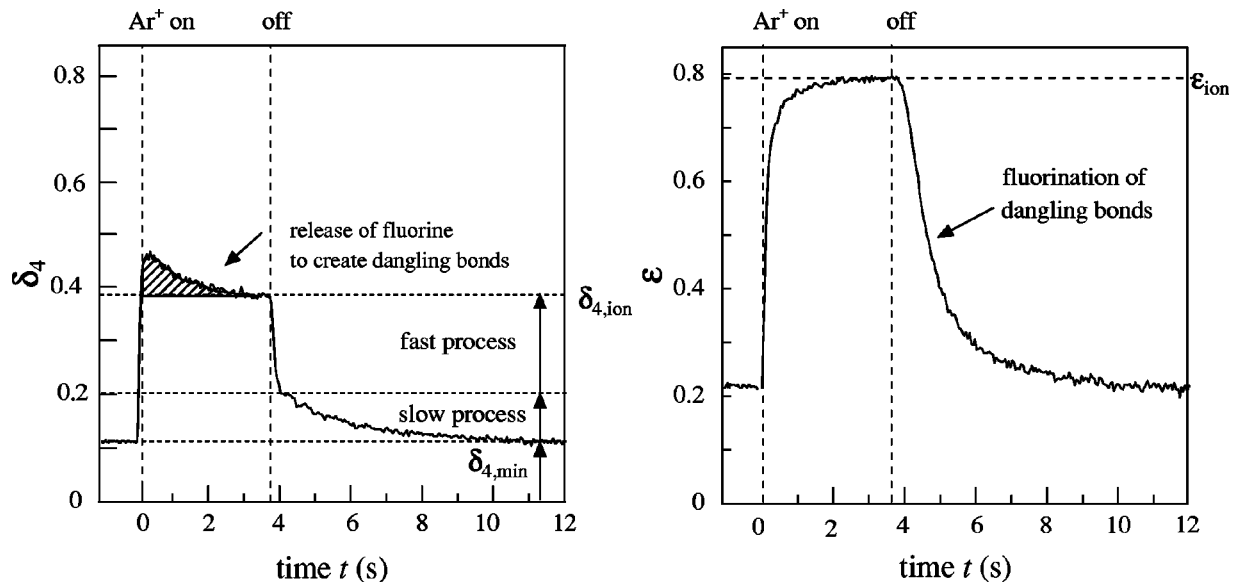 Ar⁺ on off
0.8
0.6
0.4
0.2
0
δ₄
release of fluorine
to create dangling bonds
δ₄,ion
fast process
slow process
δ₄,min
0 2 4 6 8 10 12
time t (s)
Ar⁺ on off
0.8
0.6
0.4
0.2
0
ε
ε ion
fluorination of
dangling bonds
0 2 4 6 8 10 12
time t (s)